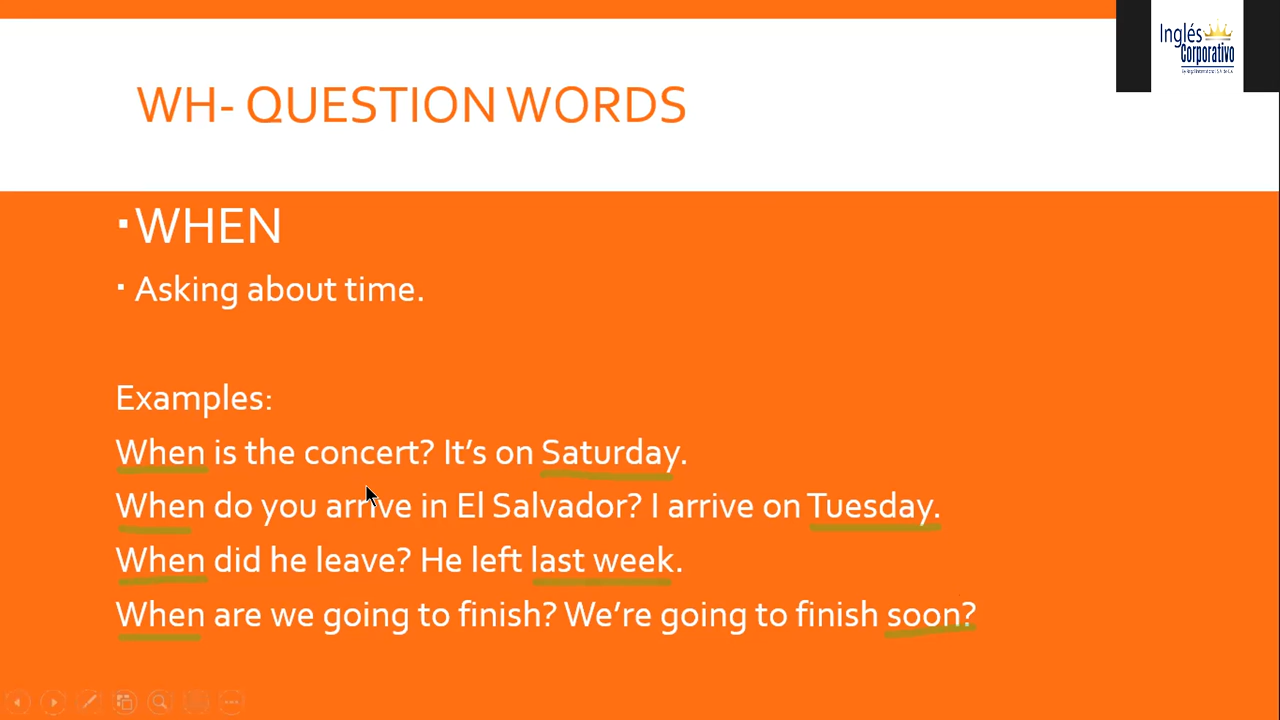 Inglés
Corporativo
WH- QUESTION WORDS
▪WHEN
▪ Asking about time.
Examples:
When is the concert? It’s on Saturday.
When do you arrive in El Salvador? I arrive on Tuesday.
When did he leave? He left last week.
When are we going to finish? We’re going to finish soon?